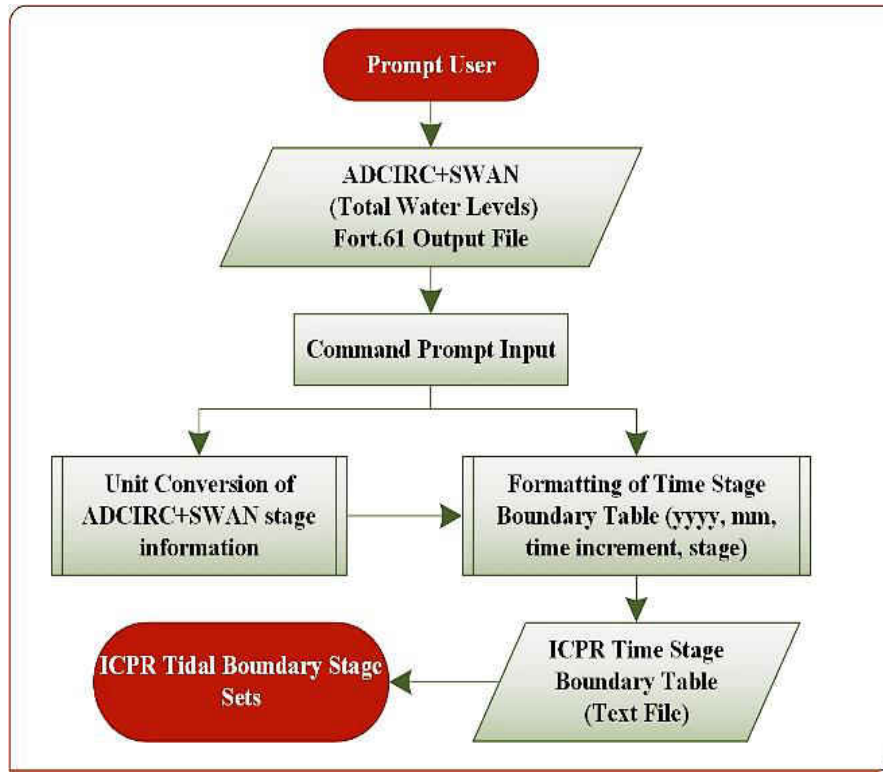 Prompt User
ADCIRC+SWAN
(Total Water Levels)
Fort.61 Output File
Command Prompt Input
Unit Conversion of
ADCIRC+SWAN stage
information
Formatting of Time Stage
Boundary Table (yyyy, mm,
time increment, stage)
ICPR Time Stage
Boundary Table
(Text File)
ICPR Tidal Boundary Stage
Sets